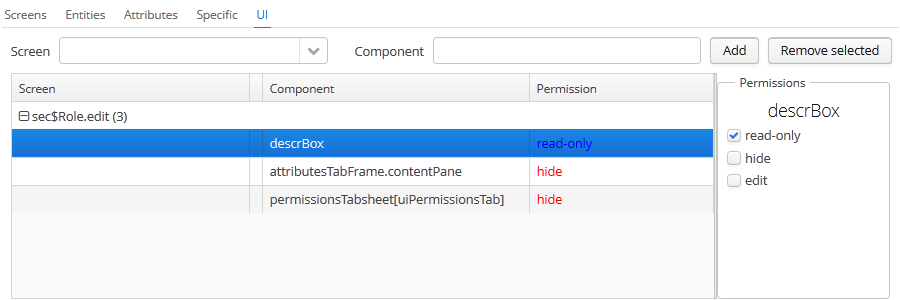 Screens Entities Attributes Specific UI
Screen Component Add Remove selected
Screen Component Permission
sec$Role.edit (3)
descrBox read-only
attributesTabFrame.contentPane hide
permissionsTabsheet[uiPermissionsTab] hide
Permissions
descrBox
read-only
hide
edit